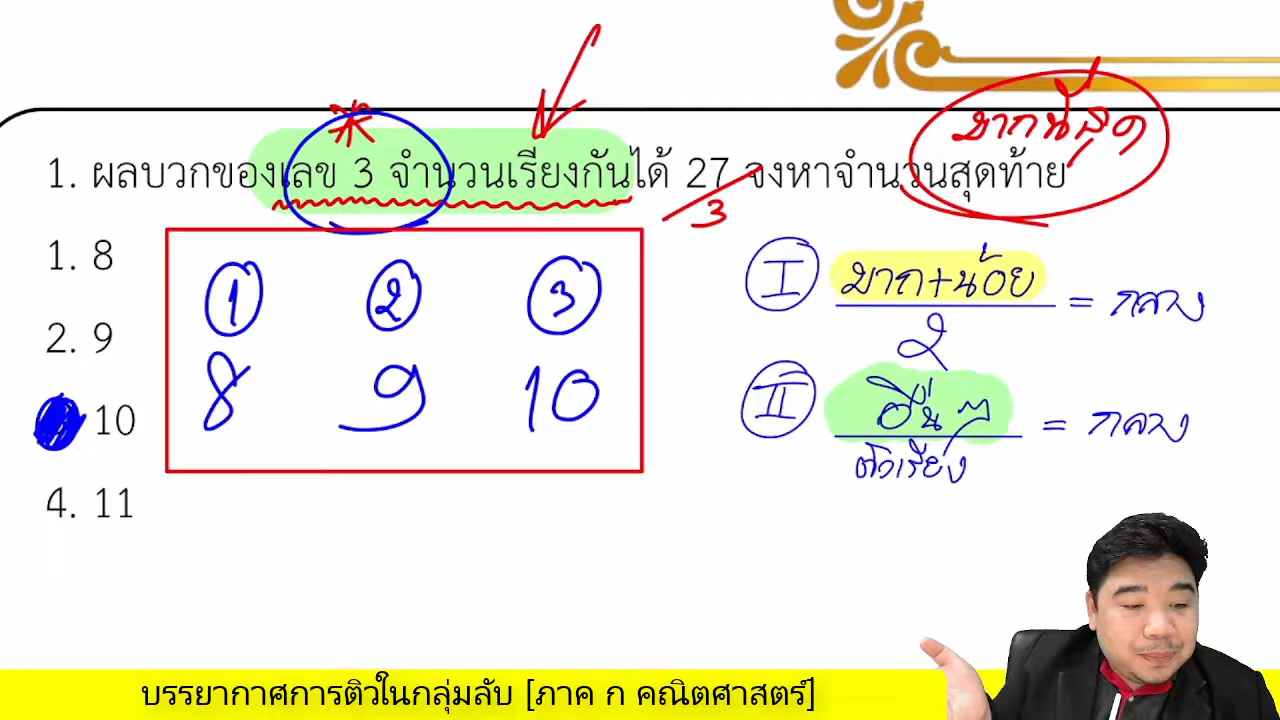 มากที่สุด
1. ผลบวกของเลข 3 จำนวนเรียงกันได้ 27 จงหาจำนวนสุดท้าย
3
1. 8
2. 9
10
4. 11
1 2 3
8 9 10
I มาก+น้อย = กลาง
2
II อื่นๆ = กลาง
ตัวเรียง
บรรยากาศการติวในกลุ่มลับ [ภาค ก คณิตศาสตร์]